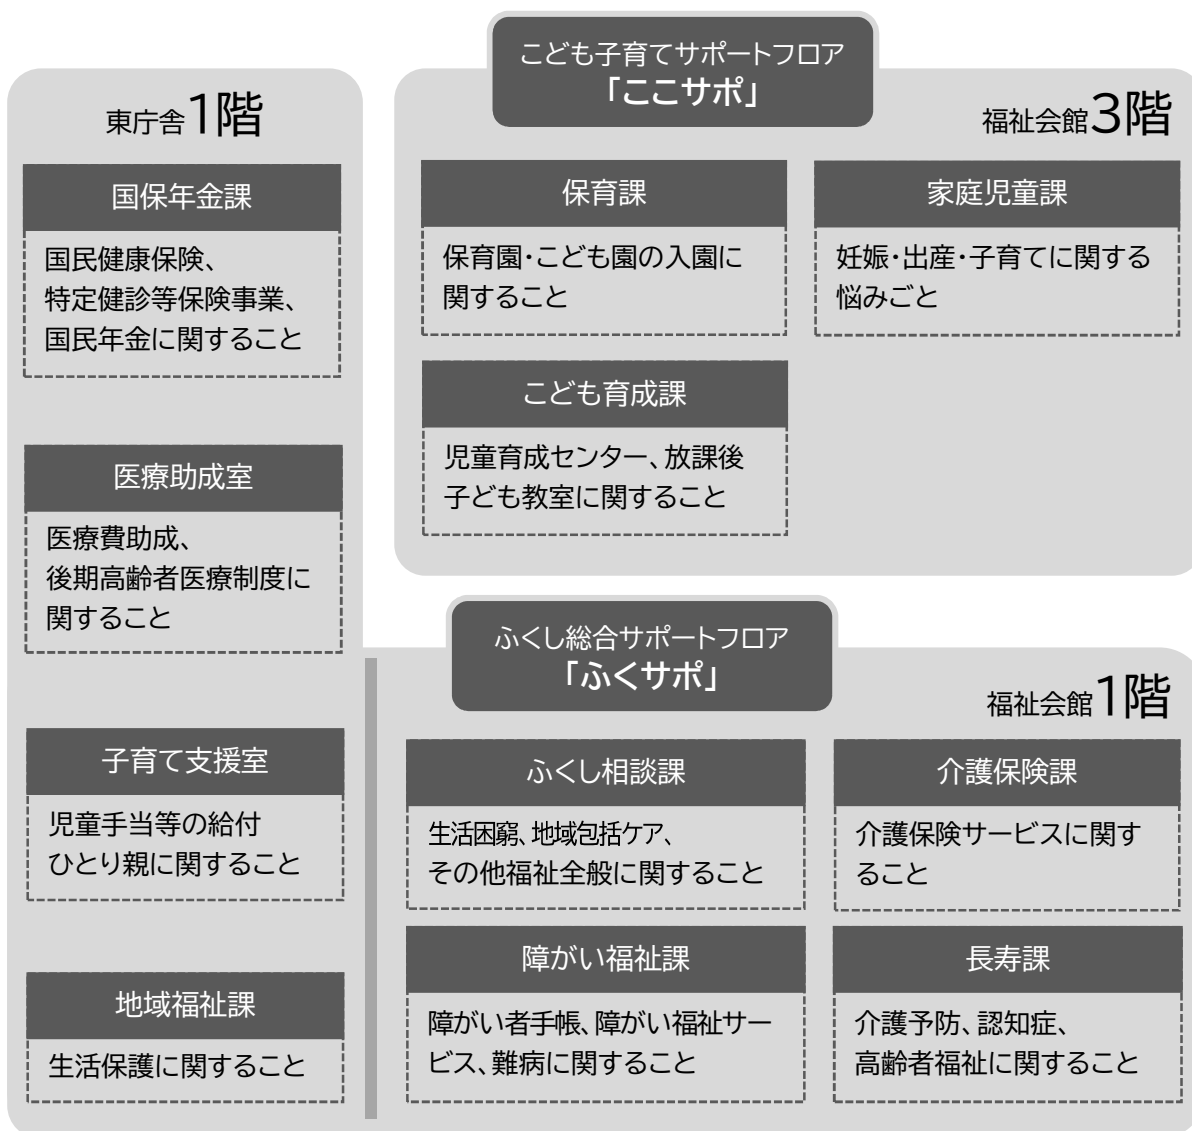 東庁舎1階
国保年金課
国民健康保険、
特定健診等保険事業、
国民年金に関すること
医療助成室
医療費助成、
後期高齢者医療制度に
関すること
子育て支援室
児童手当等の給付
ひとり親に関すること
地域福祉課
生活保護に関すること
こども子育てサポートフロア
「ここサポ」
福祉会館3階
保育課
保育園・こども園の入園に
関すること
家庭児童課
妊娠・出産・子育てに関する
悩みごと
こども育成課
児童育成センター、放課後
子ども教室に関すること
ふくし総合サポートフロア
「ふくサポ」
福祉会館1階
ふくし相談課
生活困窮、地域包括ケア、
その他福祉全般に関すること
介護保険課
介護保険サービスに関す
ること
障がい福祉課
障がい者手帳、障がい福祉サー
ビス、難病に関すること
長寿課
介護予防、認知症、
高齢者福祉に関すること